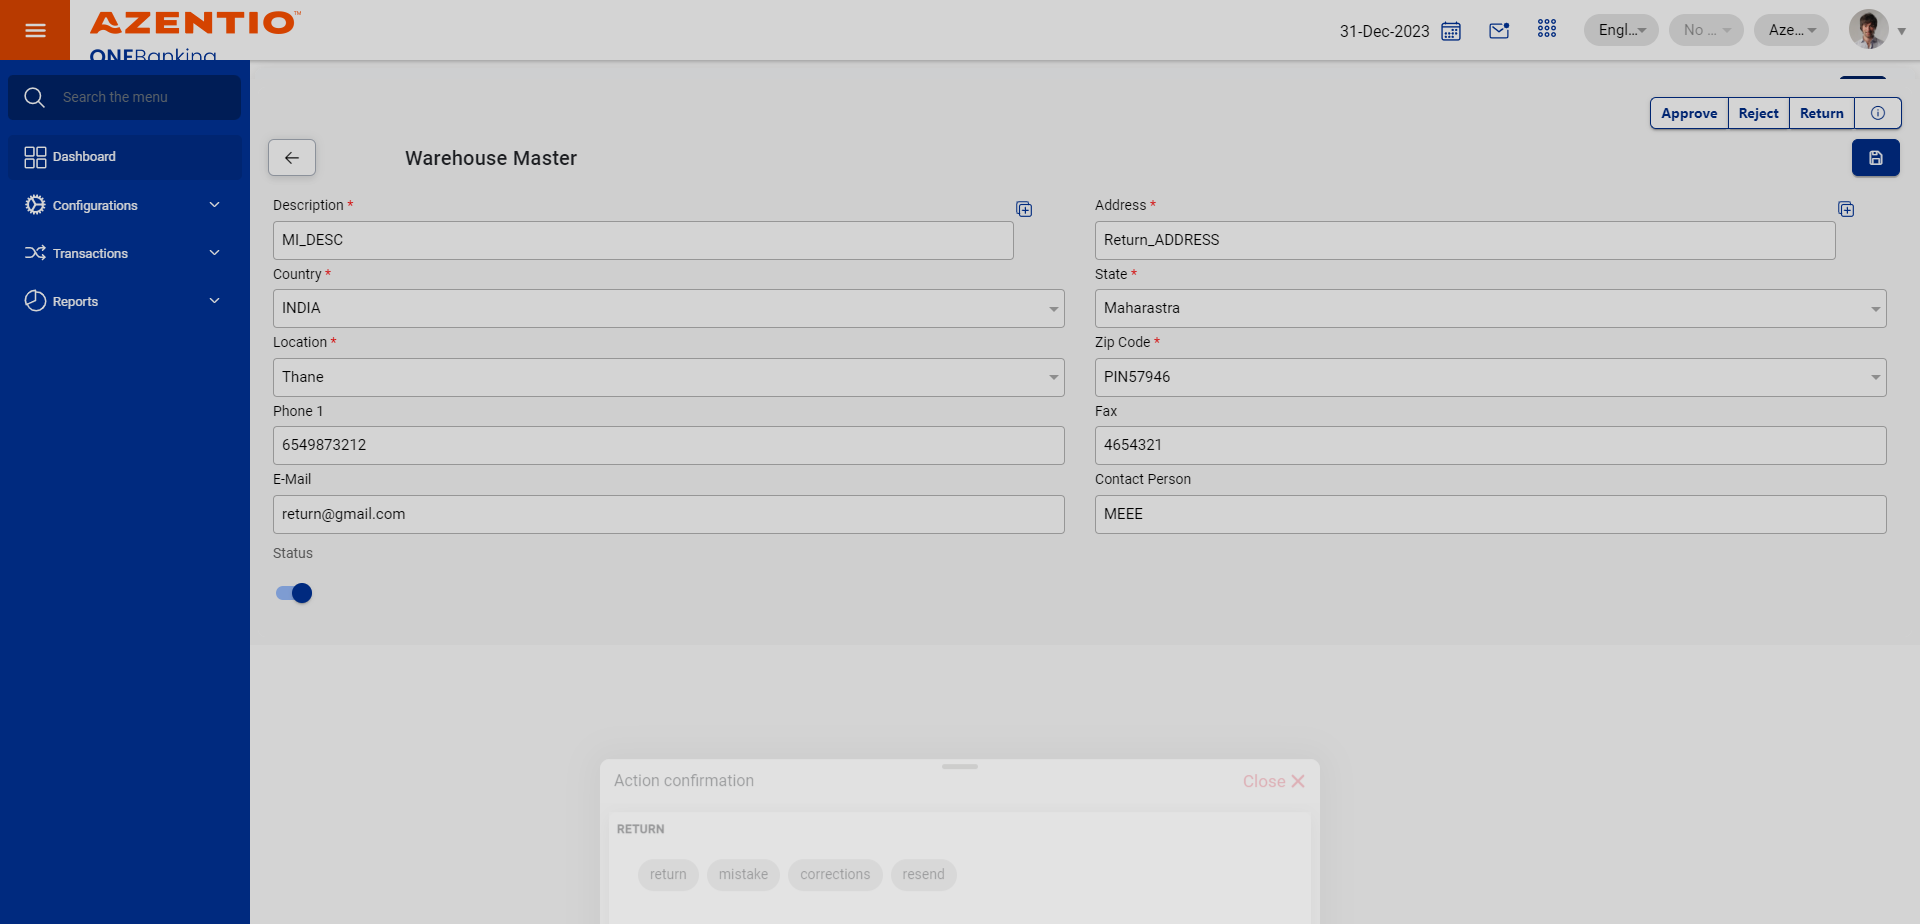 AZENTIO™
ONEBanking
31-Dec-2023
Engl...
No ...
Aze...
Search the menu
Dashboard
Configurations
Transactions
Reports
Approve
Reject
Return
Warehouse Master
Description *
Address *
MI_DESC
Return_ADDRESS
Country *
State *
INDIA
Maharastra
Location *
Zip Code *
Thane
PIN57946
Phone 1
Fax
6549873212
4654321
E-Mail
Contact Person
return@gmail.com
MEEE
Status
Action confirmation
Close
RETURN
return
mistake
corrections
resend